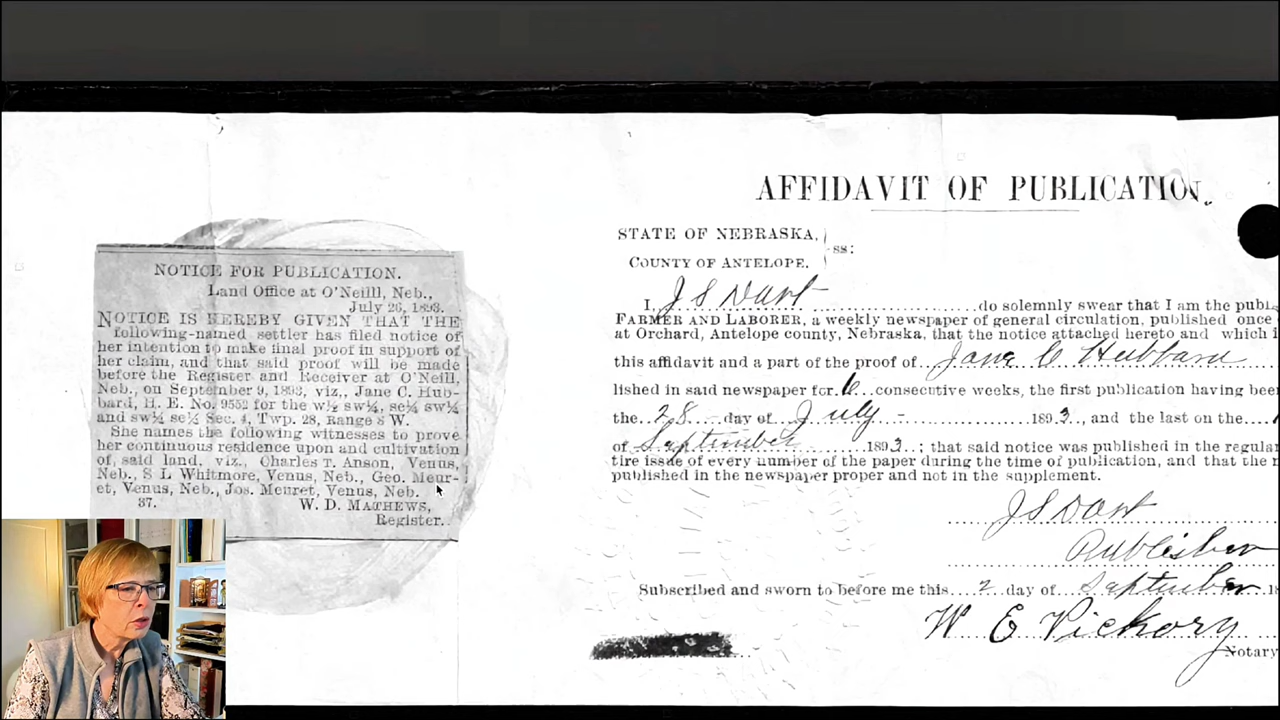 NOTICE FOR PUBLICATION.
Land Office at O'Neill, Neb.,
July 26, 1893.
NOTICE IS HEREBY GIVEN THAT THE
following-named settler has filed notice of
her intention to make final proof in support of
her claim, and that said proof will be made
before the Register and Receiver at O'Neill,
Neb., on September 9, 1893, viz., Jane C. Hub-
bard, H. E. No. 9552 for the w½ sw¼, se¼ sw¼
and sw¼ se¼ Sec. 4, Twp. 28, Range 8 W.
She names the following witnesses to prove
her continuous residence upon and cultivation
of, said land, viz., Charles T. Anson, Venus,
Neb., S L Whitmore, Venus, Neb., Geo. Meur-
et, Venus, Neb., Jos. Meuret, Venus, Neb.
37. W. D. MATHEWS,
Register.
AFFIDAVIT OF PUBLICATION.
STATE OF NEBRASKA,
ss:
COUNTY OF ANTELOPE.
I, J S Dart do solemnly swear that I am the publ
FARMER AND LABORER, a weekly newspaper of general circulation, published once
at Orchard, Antelope county, Nebraska, that the notice attached hereto and which
this affidavit and a part of the proof of Jane C Hubbard
lished in said newspaper for 6 consecutive weeks, the first publication having bee
the 28 day of July 1893, and the last on the
of September 1893; that said notice was published in the regular
tire issue of every number of the paper during the time of publication, and that the
published in the newspaper proper and not in the supplement.
J S Dart
Publisher
Subscribed and sworn to before me this 2 day of September 18
W E Vickory
Notary